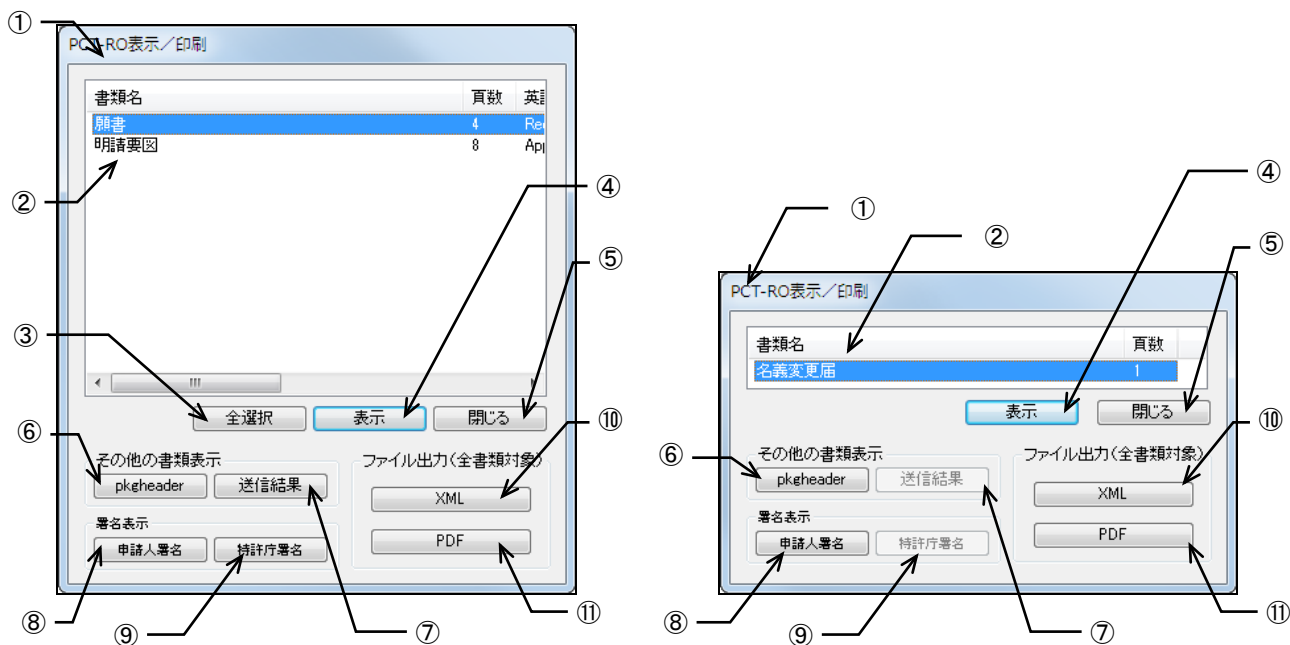 ①
PCT-RO表示／印刷
書類名 頁数 英語
願書 4 Re
明請要図 8 App
②
④
⑤
③
全選択 表示 閉じる
⑥
⑩
その他の書類表示
pkgheader 送信結果
ファイル出力(全書類対象)
XML
PDF
署名表示
申請人署名 特許庁署名
⑧
⑨
⑦
⑪
①
②
④
⑤
PCT-RO表示／印刷
書類名 頁数
名義変更届 1
表示 閉じる
⑥
⑩
その他の書類表示
pkgheader 送信結果
ファイル出力(全書類対象)
XML
PDF
署名表示
申請人署名 特許庁署名
⑧
⑨
⑦
⑪